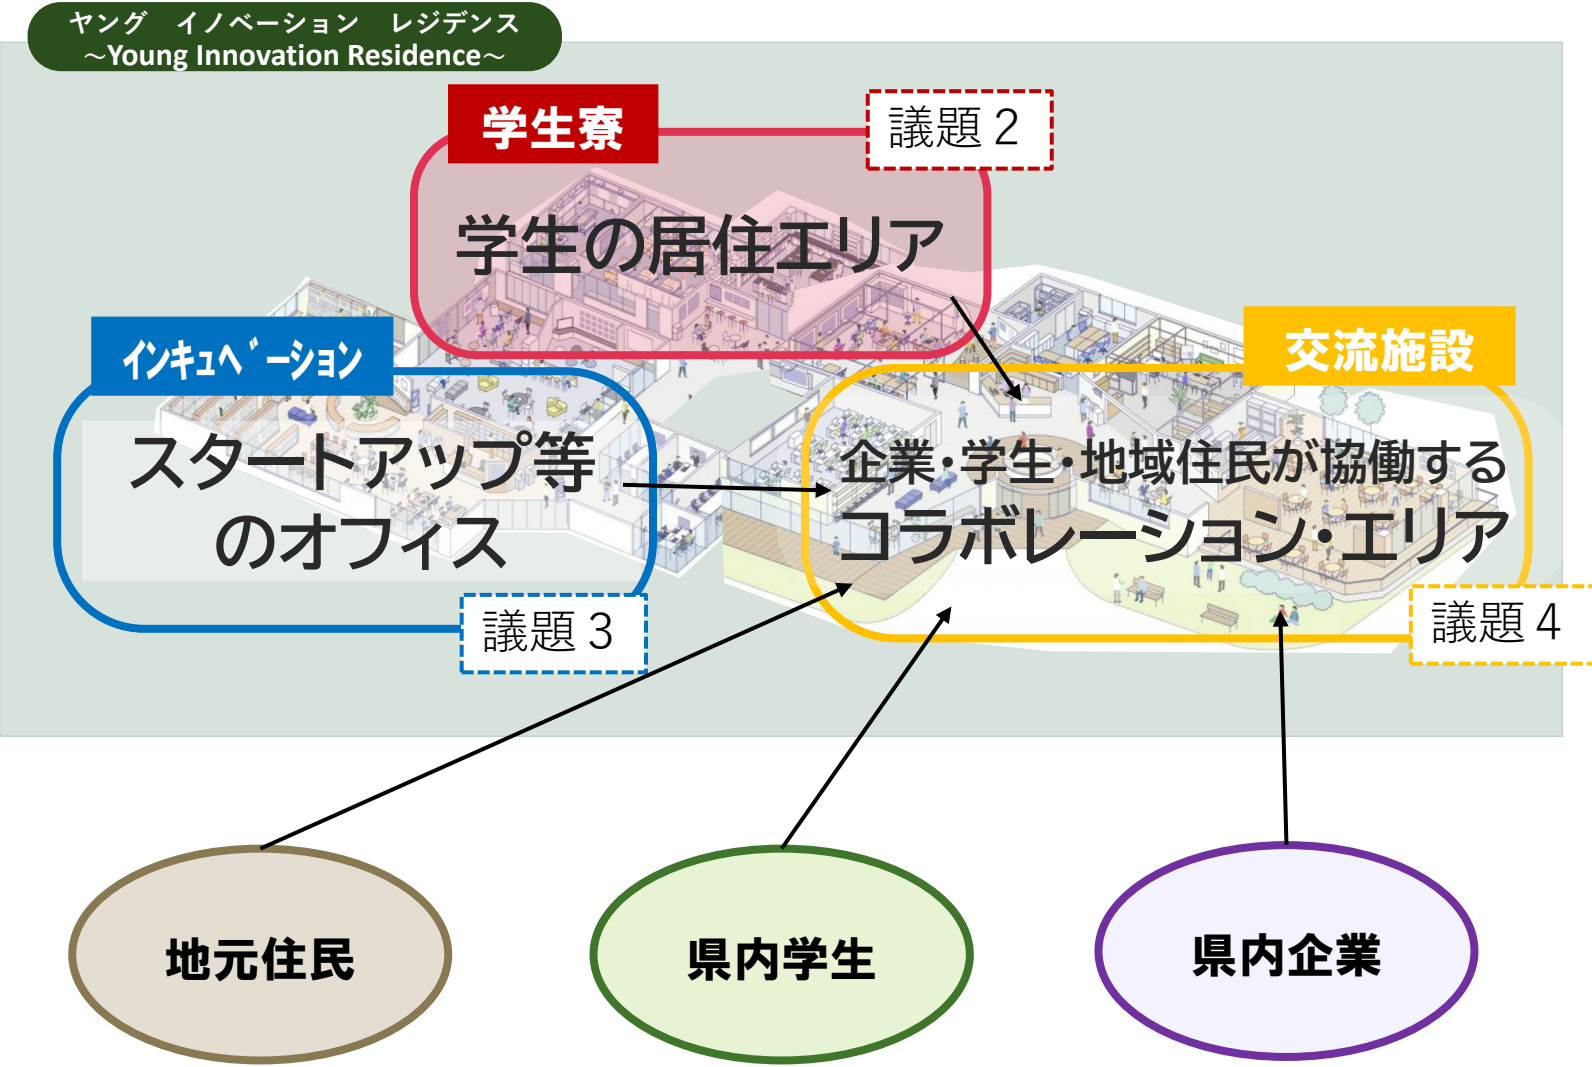 ヤング　イノベーション　レジデンス
～Young Innovation Residence～
学生寮
議題２
学生の居住エリア
インキュベーション
交流施設
スタートアップ等
のオフィス
企業・学生・地域住民が協働する
コラボレーション・エリア
議題３
議題４
地元住民
県内学生
県内企業